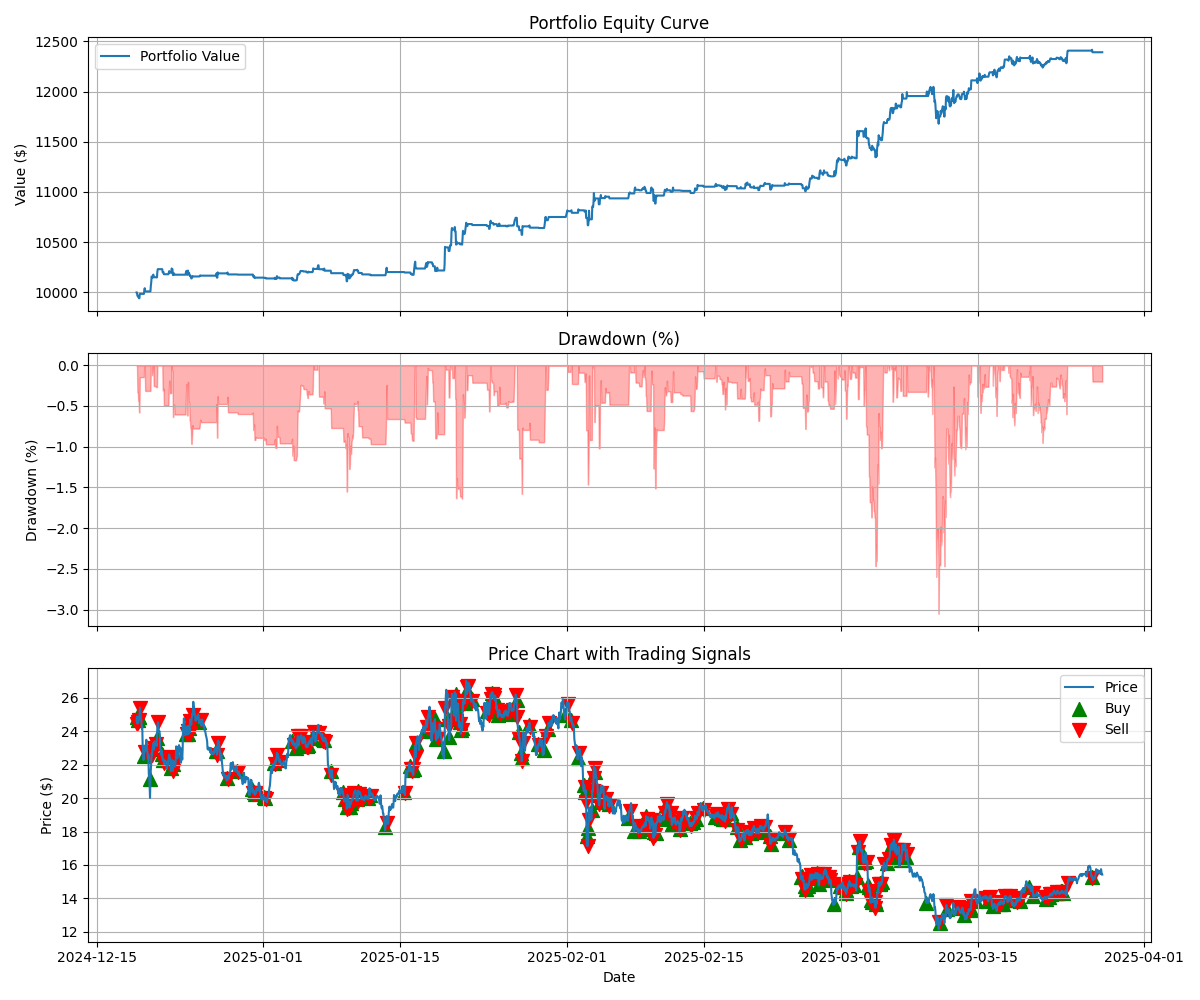 Portfolio Equity Curve
12500
12000
11500
11000
10500
10000
Value ($)
Portfolio Value
Drawdown (%)
0.0
−0.5
−1.0
−1.5
−2.0
−2.5
−3.0
Drawdown (%)
Price Chart with Trading Signals
26
24
22
20
18
16
14
12
Price ($)
Price
Buy
Sell
2024-12-15
2025-01-01
2025-01-15
2025-02-01
2025-02-15
2025-03-01
2025-03-15
2025-04-01
Date